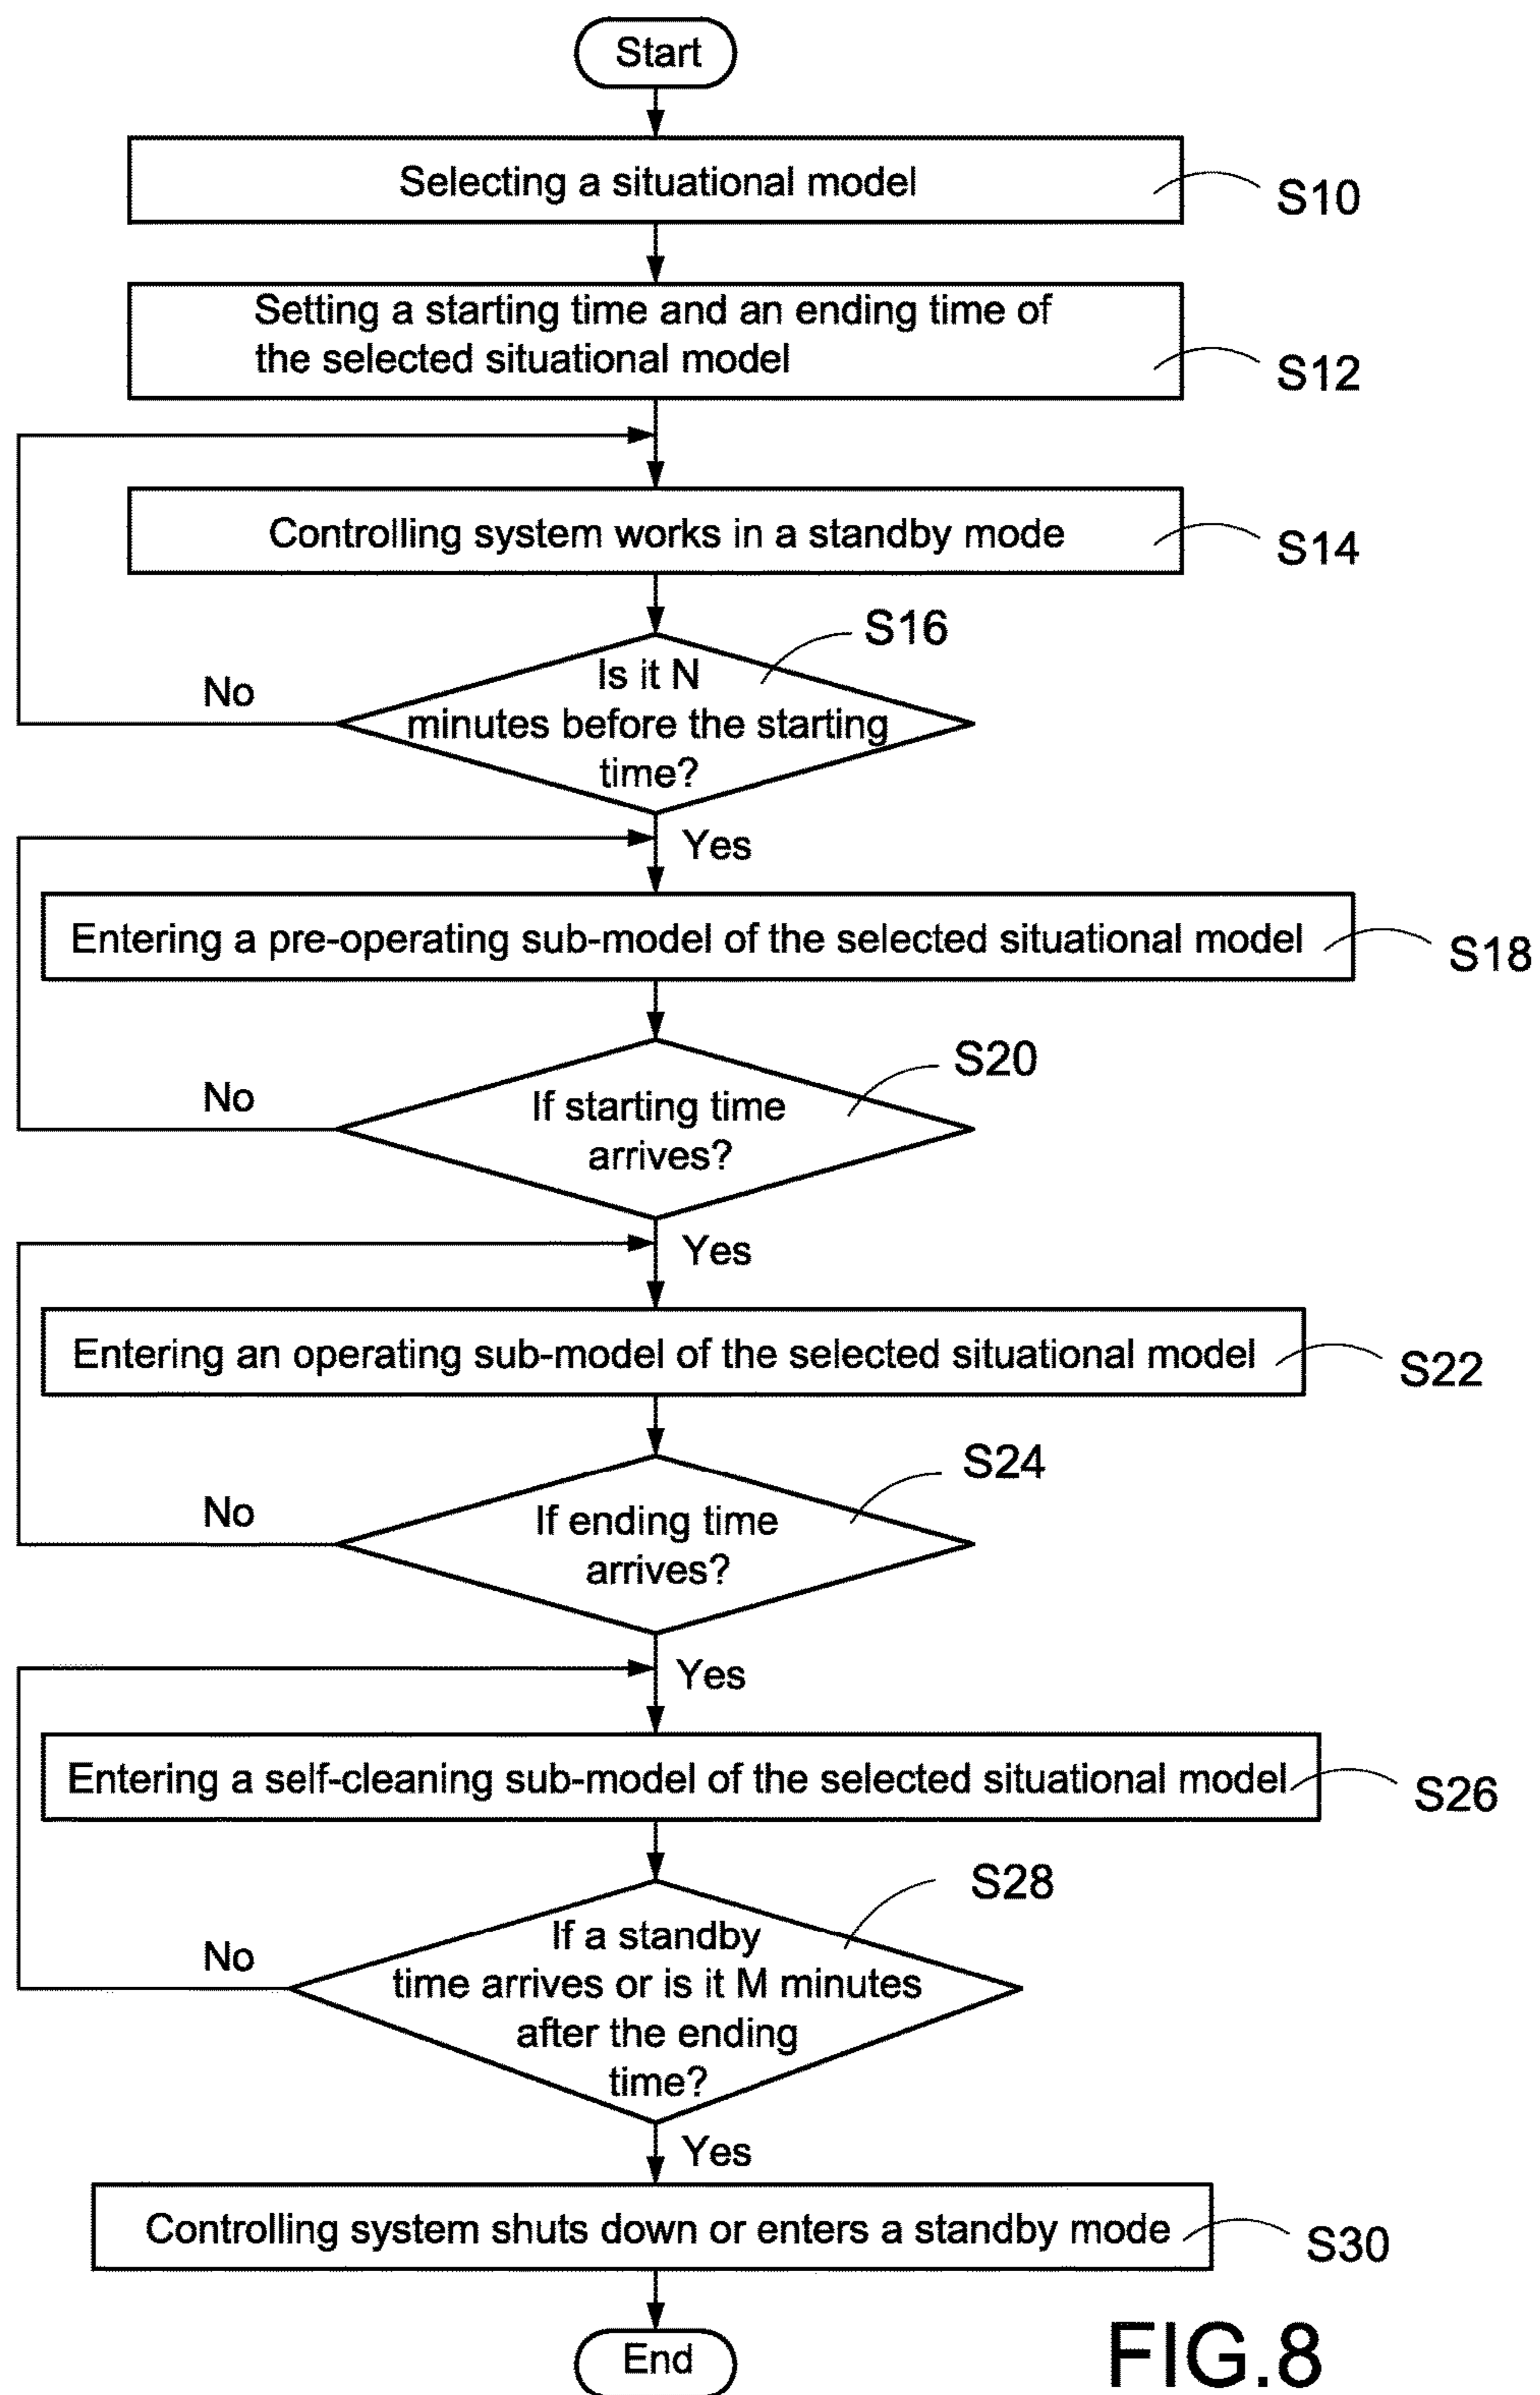 Start
Selecting a situational model
S10
Setting a starting time and an ending time of
the selected situational model
S12
Controlling system works in a standby mode
S14
S16
Is it N
minutes before the starting
time?
No
Yes
Entering a pre-operating sub-model of the selected situational model
S18
S20
If starting time
arrives?
No
Yes
Entering an operating sub-model of the selected situational model
S22
S24
If ending time
arrives?
No
Yes
Entering a self-cleaning sub-model of the selected situational model
S26
S28
If a standby
time arrives or is it M minutes
after the ending
time?
No
Yes
Controlling system shuts down or enters a standby mode
S30
End
FIG.8